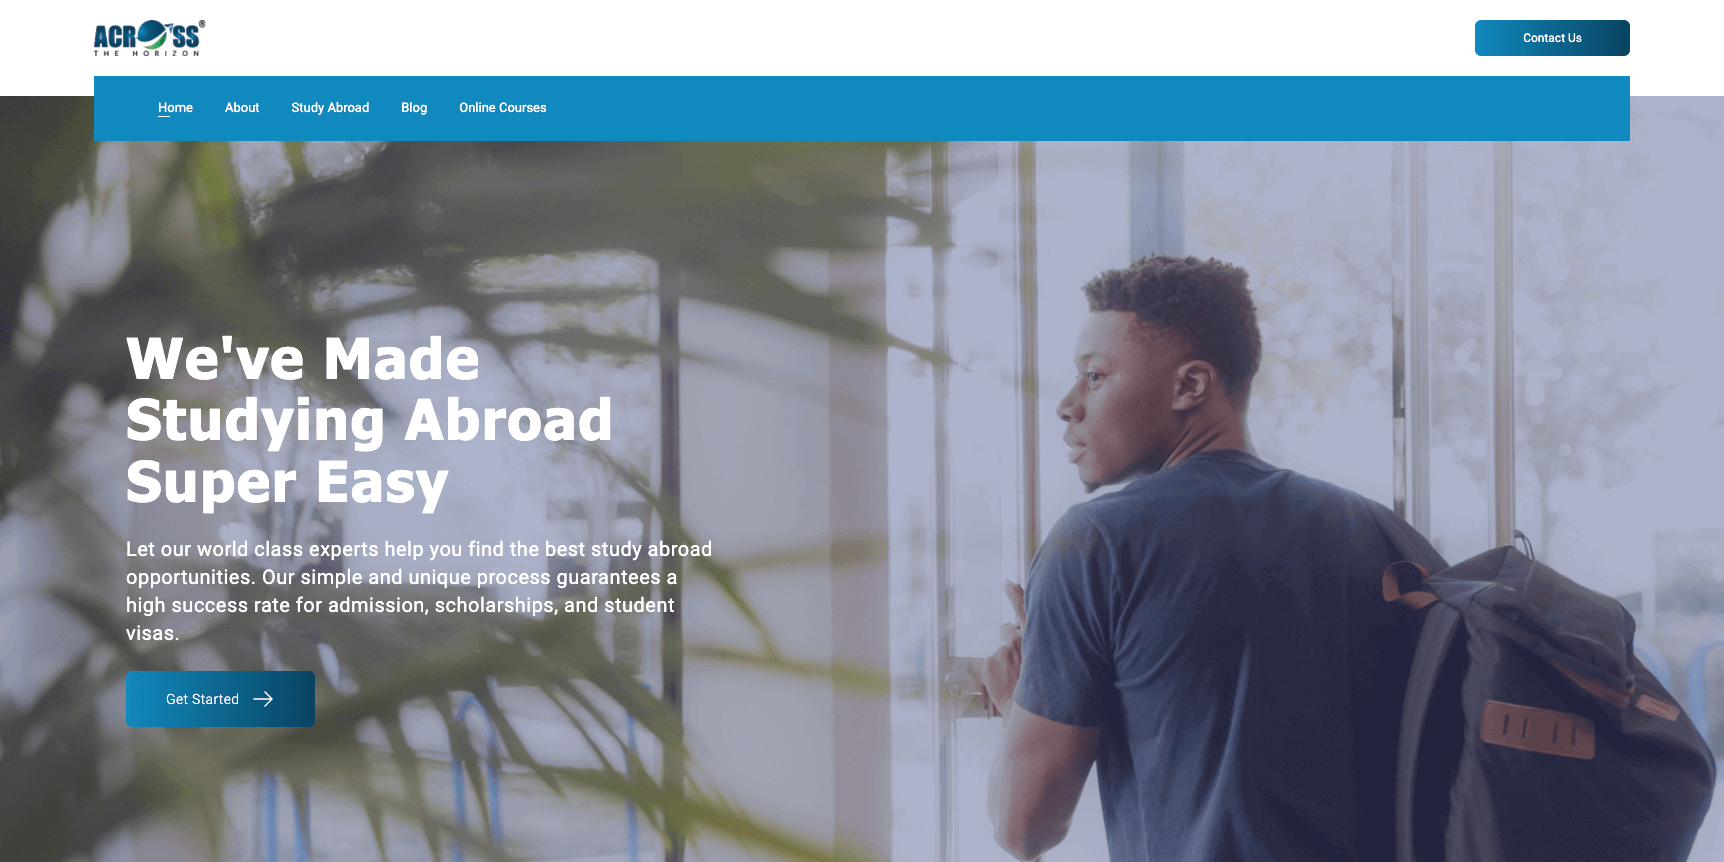 ACROSS®
THE HORIZON
Contact Us
Home About Study Abroad Blog Online Courses
We've Made
Studying Abroad
Super Easy
Let our world class experts help you find the best study abroad
opportunities. Our simple and unique process guarantees a
high success rate for admission, scholarships, and student
visas.
Get Started